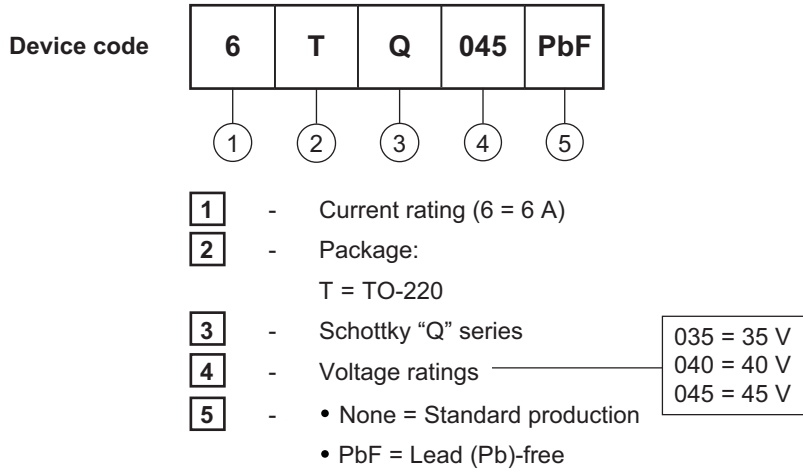 Device code 6 T Q 045 PbF
1 2 3 4 5
1 - Current rating (6 = 6 A)
2 - Package:
T = TO-220
3 - Schottky “Q” series
4 - Voltage ratings
035 = 35 V
040 = 40 V
045 = 45 V
5 - • None = Standard production
• PbF = Lead (Pb)-free